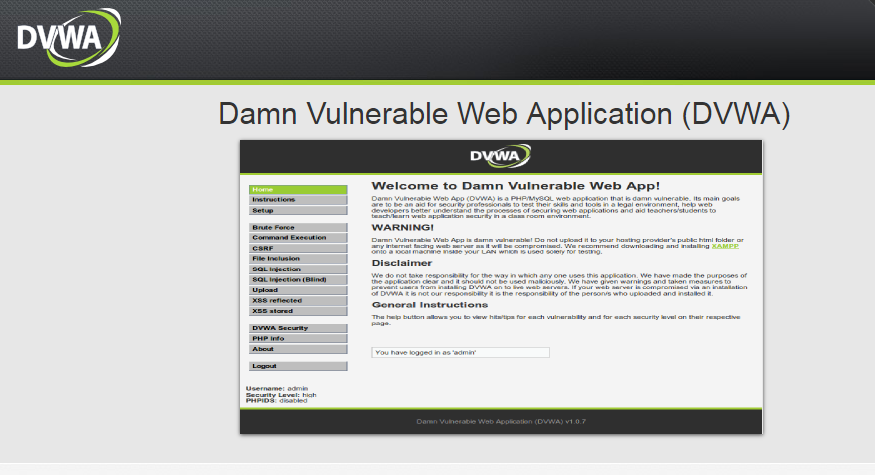 DVWA
Damn Vulnerable Web Application (DVWA)
DVWA
Home
Instructions
Setup
Brute Force
Command Execution
CSRF
File Inclusion
SQL Injection
SQL Injection (Blind)
Upload
XSS reflected
XSS stored
DVWA Security
PHP Info
About
Logout
Username: admin
Security Level: high
PHPIDS: disabled
Welcome to Damn Vulnerable Web App!
Damn Vulnerable Web App (DVWA) is a PHP/MySQL web application that is damn vulnerable. Its main goals
are to be an aid for security professionals to test their skills and tools in a legal environment, help web
developers better understand the processes of securing web applications and aid teachers/students to
teach/learn web application security in a class room environment.
WARNING!
Damn Vulnerable Web App is damn vulnerable! Do not upload it to your hosting provider's public html folder or
any internet facing web server as it will be compromised. We recommend downloading and installing XAMPP
onto a local machine inside your LAN which is used solely for testing.
Disclaimer
We do not take responsibility for the way in which any one uses this application. We have made the purposes of
the application clear and it should not be used maliciously. We have given warnings and taken measures to
prevent users from installing DVWA on to live web servers. If your web server is compromised via an installation
of DVWA it is not our responsibility it is the responsibility of the person/s who uploaded and installed it.
General Instructions
The help button allows you to view hits/tips for each vulnerability and for each security level on their respective
page.
You have logged in as 'admin'
Damn Vulnerable Web Application (DVWA) v1.0.7